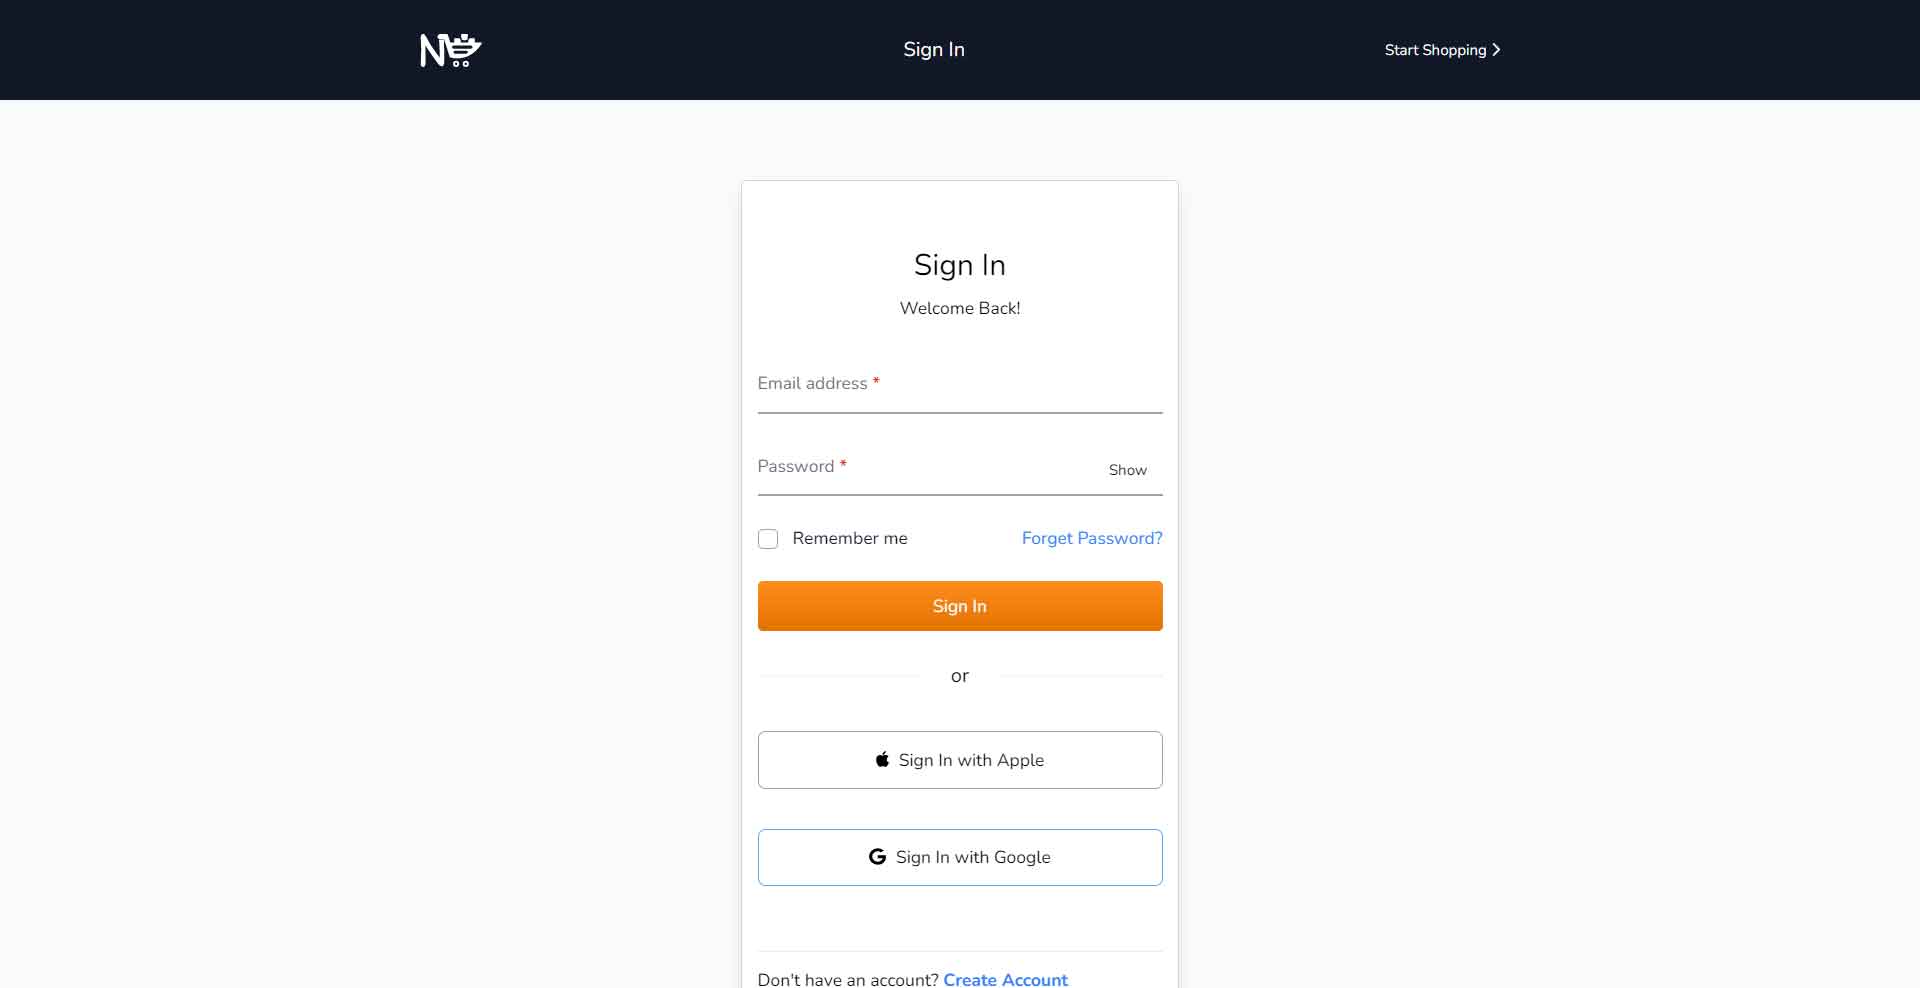 Sign In
Start Shopping
Sign In
Welcome Back!
Email address *
Password *
Show
Remember me
Forget Password?
Sign In
or
Sign In with Apple
Sign In with Google
Don't have an account? Create Account